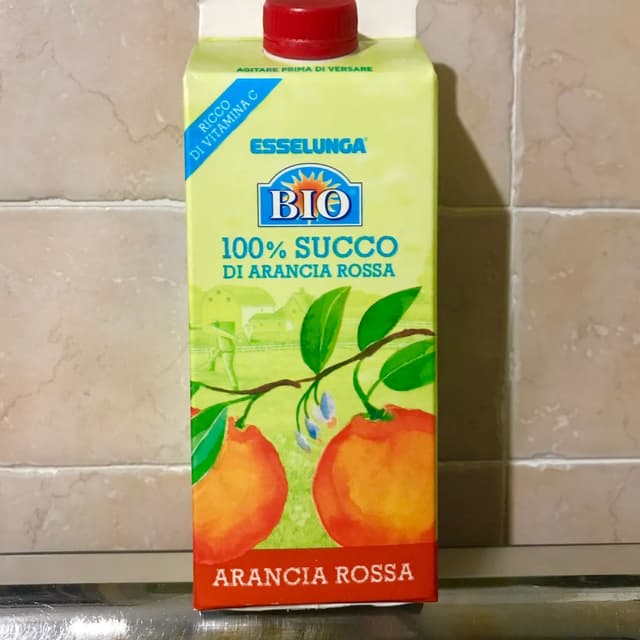 AGITARE PRIMA DI VERSARE
RICCO
DI VITAMINA C
ESSELUNGA®
BIO
100% SUCCO
DI ARANCIA ROSSA
ARANCIA ROSSA